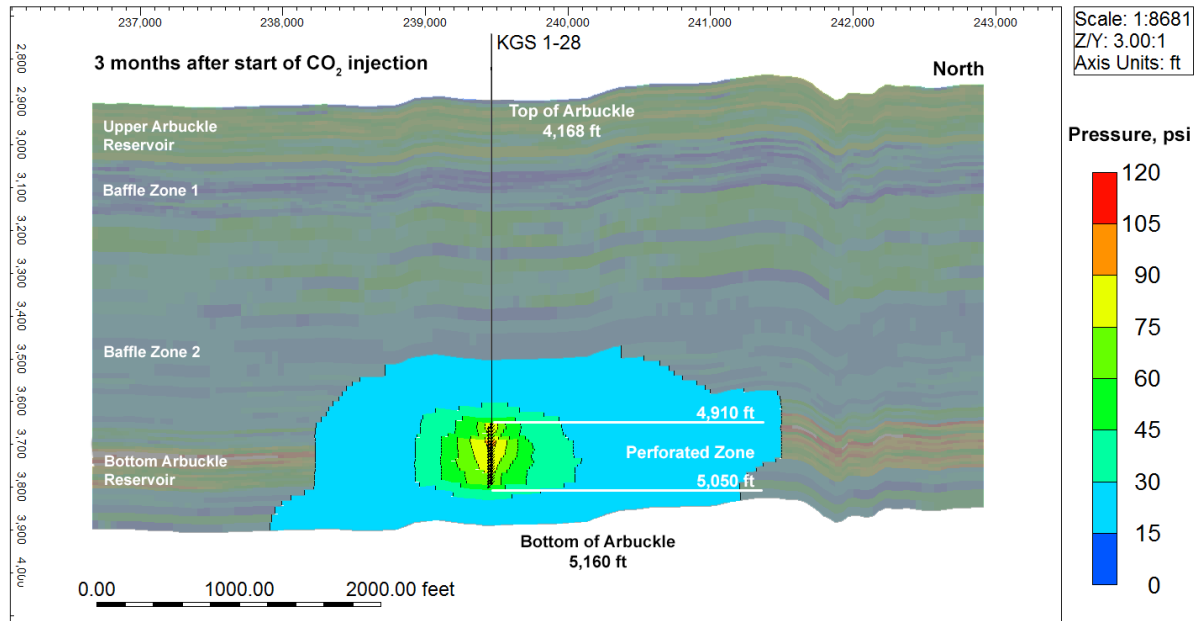 237,000 238,000 239,000 240,000 241,000 242,000 243,000
Scale: 1:8681
Z/Y: 3.00:1
Axis Units: ft
KGS 1-28
3 months after start of CO₂ injection
North
Top of Arbuckle
4,168 ft
Upper Arbuckle
Reservoir
Baffle Zone 1
Baffle Zone 2
4,910 ft
Perforated Zone
5,050 ft
Bottom Arbuckle
Reservoir
Bottom of Arbuckle
5,160 ft
2,800
2,900
3,000
3,100
3,200
3,300
3,400
3,500
3,600
3,700
3,800
3,900
4,00
0.00 1000.00 2000.00 feet
Pressure, psi
120
105
90
75
60
45
30
15
0